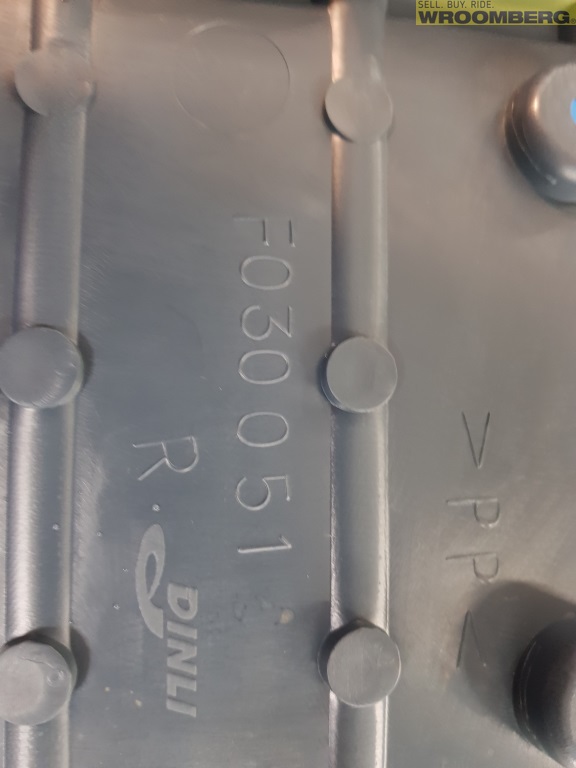 SELL. BUY. RIDE.
WROOMBERG
F030051
R.
DINLI
>PP<